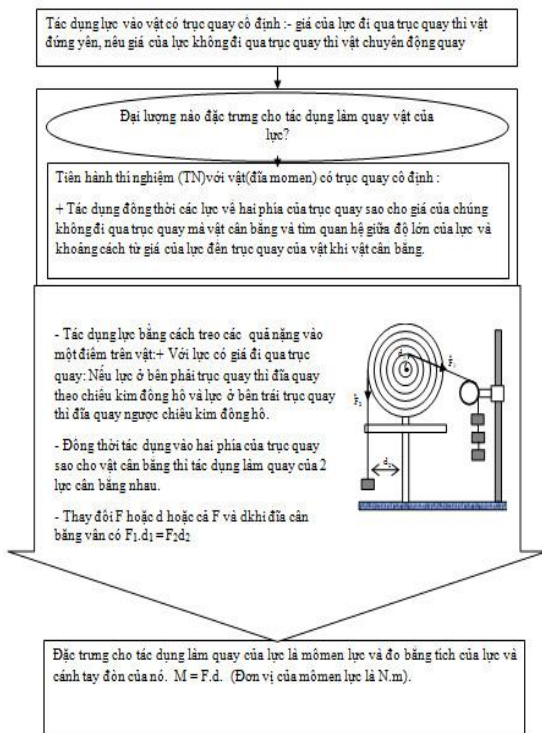 Tác dụng lực vào vật có trục quay cố định :- giá của lực đi qua trục quay thì vật
đứng yên, nếu giá của lực không đi qua trục quay thì vật chuyển động quay
Đại lượng nào đặc trưng cho tác dụng làm quay vật của
lực?
Tiến hành thí nghiệm (TN)với vật(đĩa momen) có trục quay cố định :
+ Tác dụng đồng thời các lực về hai phía của trục quay sao cho giá của chúng
không đi qua trục quay mà vật cân bằng và tìm quan hệ giữa độ lớn của lực và
khoảng cách từ giá của lực đến trục quay của vật khi vật cân bằng.
- Tác dụng lực bằng cách treo các quả nặng vào
một điểm trên vật:+ Với lực có giá đi qua trục
quay: Nếu lực ở bên phải trục quay thì đĩa quay
theo chiều kim đồng hồ và lực ở bên trái trục quay
thì đĩa quay ngược chiều kim đồng hồ.
- Đồng thời tác dụng vào hai phía của trục quay
sao cho vật cân bằng thì tác dụng làm quay của 2
lực cân bằng nhau.
- Thay đổi F hoặc d hoặc cả F và dkhi đĩa cân
bằng vẫn có F₁.d₁ = F₂d₂
Đặc trưng cho tác dụng làm quay của lực là mômen lực và đo bằng tích của lực và
cánh tay đòn của nó. M = F.d. (Đơn vị của mômen lực là N.m).